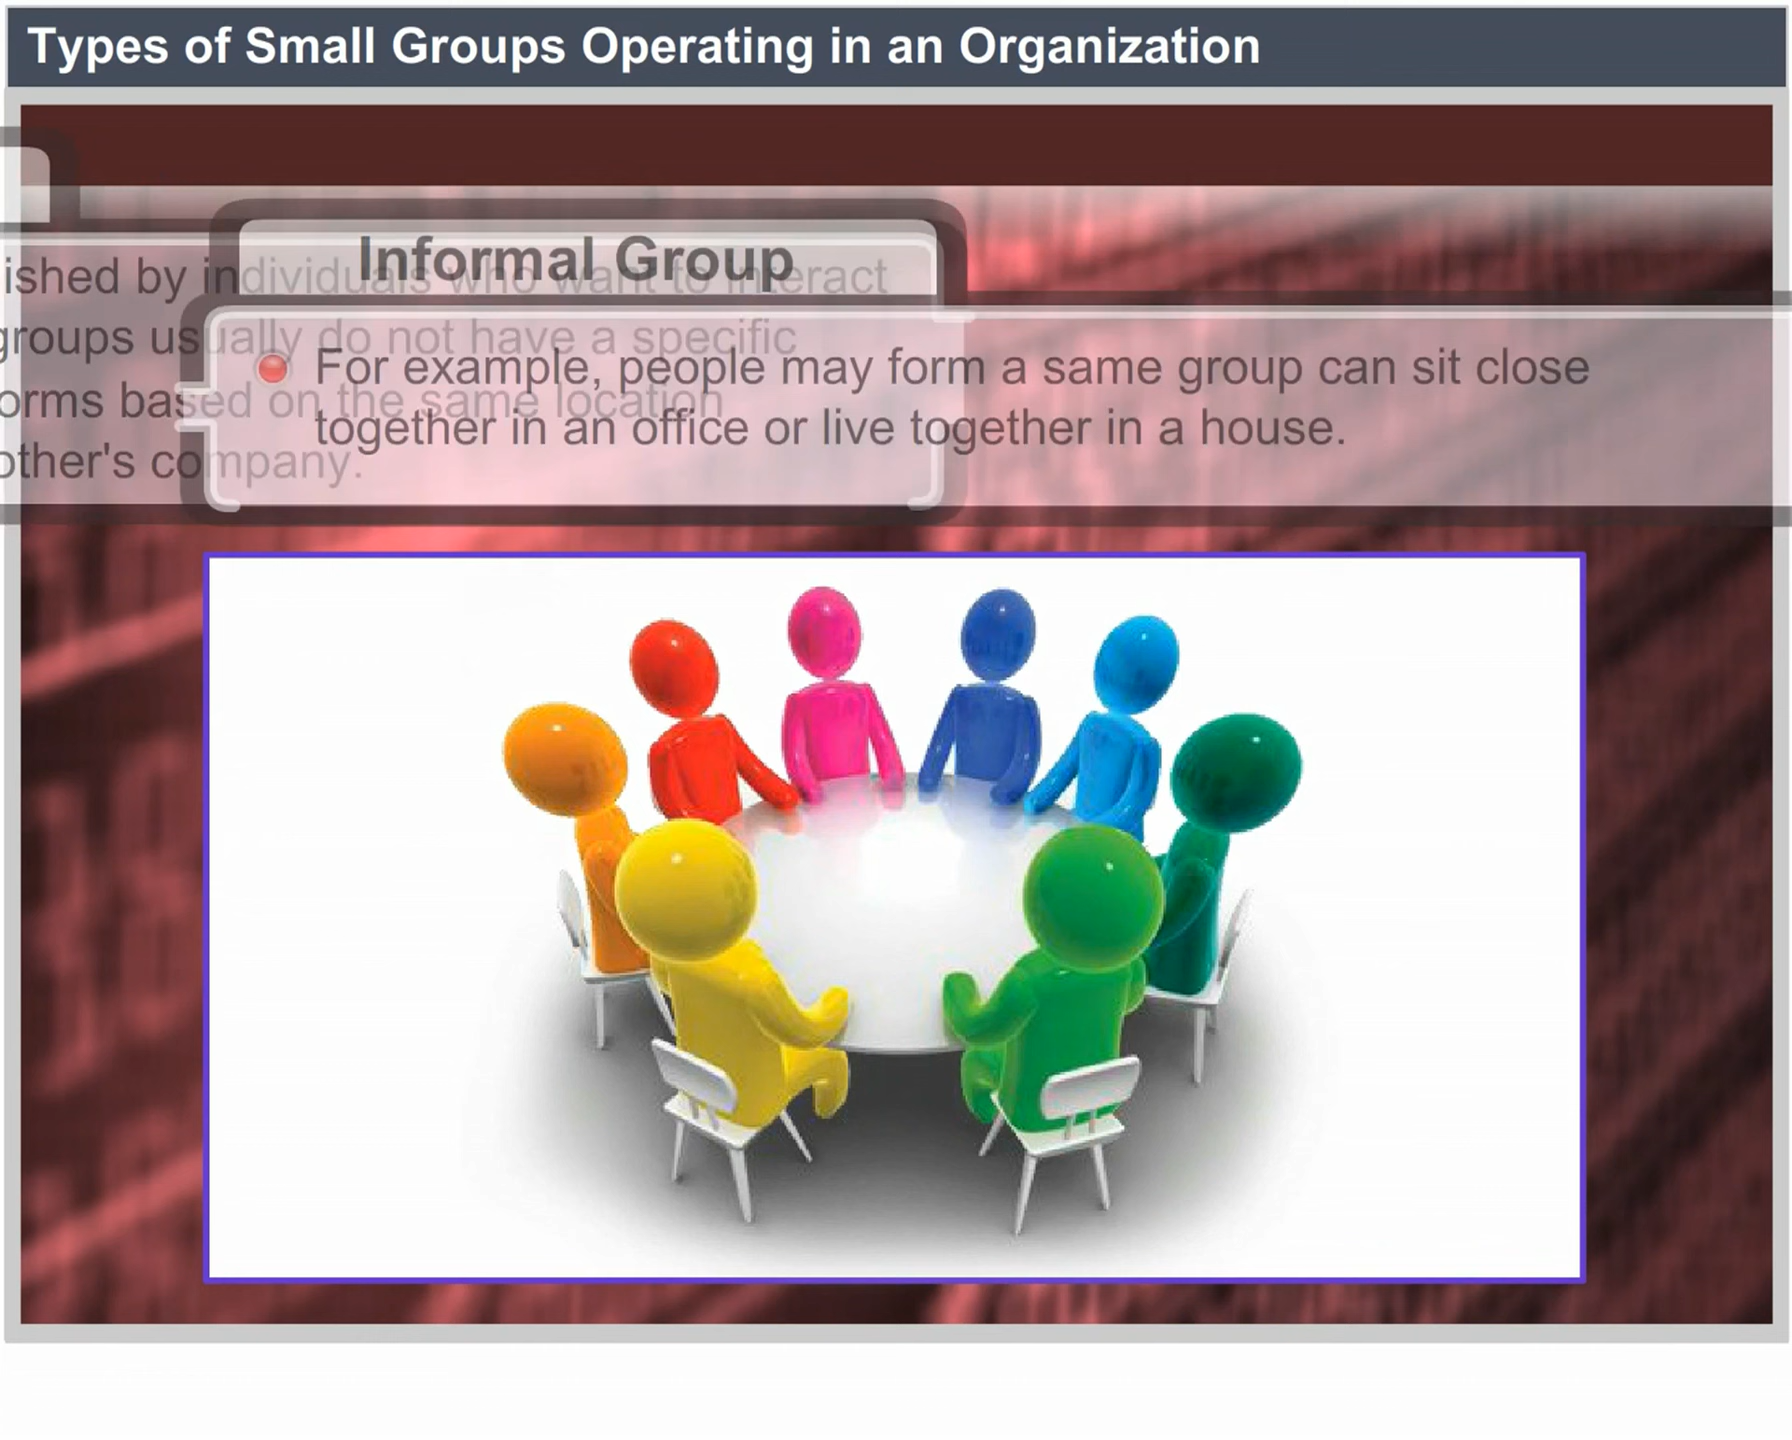 Types of Small Groups Operating in an Organization
Informal Group
ished by individuals who want to interact
groups usually do not have a specific
orms based on the same location
other's company.
For example, people may form a same group can sit close
together in an office or live together in a house.